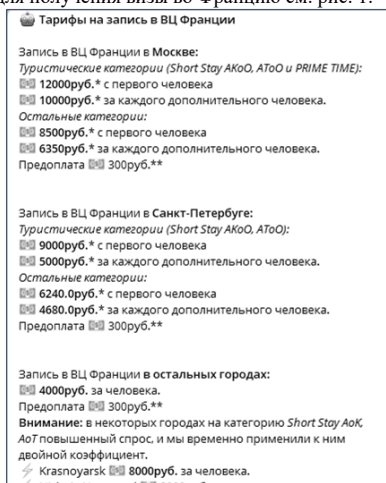 для получения визы во Францию см. рис. 1.
Тарифы на запись в ВЦ Франции
Запись в ВЦ Франции в Москве:
Туристические категории (Short Stay AKoO, AToO и PRIME TIME):
12000руб.* с первого человека
10000руб.* за каждого дополнительного человека.
Остальные категории:
8500руб.* с первого человека
6350руб.* за каждого дополнительного человека.
Предоплата 300руб.**
Запись в ВЦ Франции в Санкт-Петербуге:
Туристические категории (Short Stay AKoO, AToO):
9000руб.* с первого человека
5000руб.* за каждого дополнительного человека.
Остальные категории:
6240.0руб.* с первого человека
4680.0руб.* за каждого дополнительного человека.
Предоплата 300руб.**
Запись в ВЦ Франции в остальных городах:
4000руб. за человека.
Предоплата 300руб.**
Внимание: в некоторых городах на категорию Short Stay AoK,
AoT повышенный спрос, и мы временно применили к ним
двойной коэффициент.
Krasnoyarsk 8000руб. за человека.